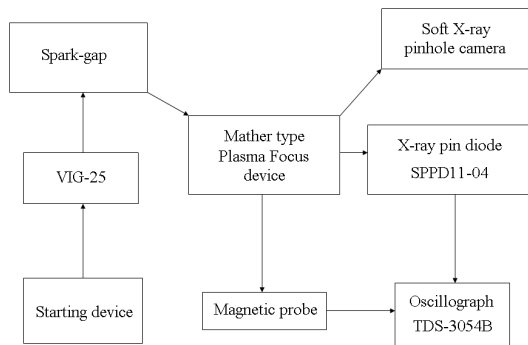 Spark-gap
Soft X-ray
pinhole camera
Mather type
Plasma Focus
device
X-ray pin diode
SPPD11-04
VIG-25
Starting device
Magnetic probe
Oscillograph
TDS-3054B